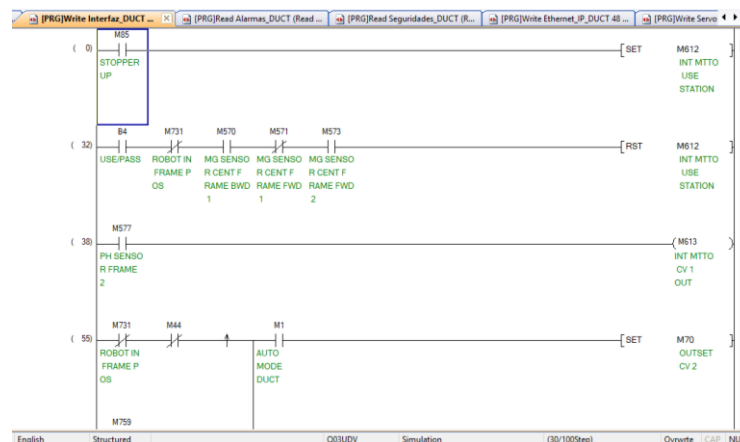 [PRG]Write Interfaz_DUCT ...
[PRG]Read Alarmas_DUCT (Read ...
[PRG]Read Seguridades_DUCT (R...
[PRG]Write Ethernet_IP_DUCT 48 ...
[PRG]Write Servo
M85
( 0)
[SET M612 ]
STOPPER
UP
INT MTTO
USE
STATION
B4 M731 M570 M571 M573
( 32)
[RST M612 ]
USE/PASS ROBOT IN MG SENSO MG SENSO MG SENSO
FRAME P R CENT F R CENT F R CENT F
OS RAME BWD RAME FWD RAME FWD
1 1 2
INT MTTO
USE
STATION
M577
( 38)
( M613 )
PH SENSO
R FRAME
2
INT MTTO
CV 1
OUT
M731 M44 M1
( 55)
[SET M70 ]
ROBOT IN AUTO
FRAME P MODE
OS DUCT
OUTSET
CV 2
M759
English Structured Q03UDV Simulation (30/100Step) Ovrwrte CAP NU